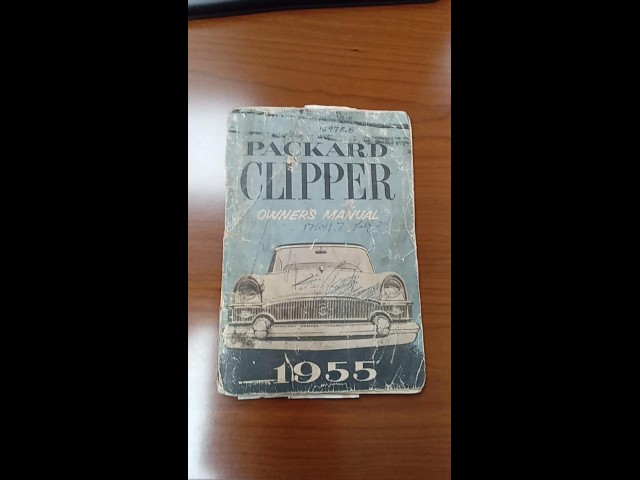 PACKARD
CLIPPER
OWNER'S MANUAL
1955